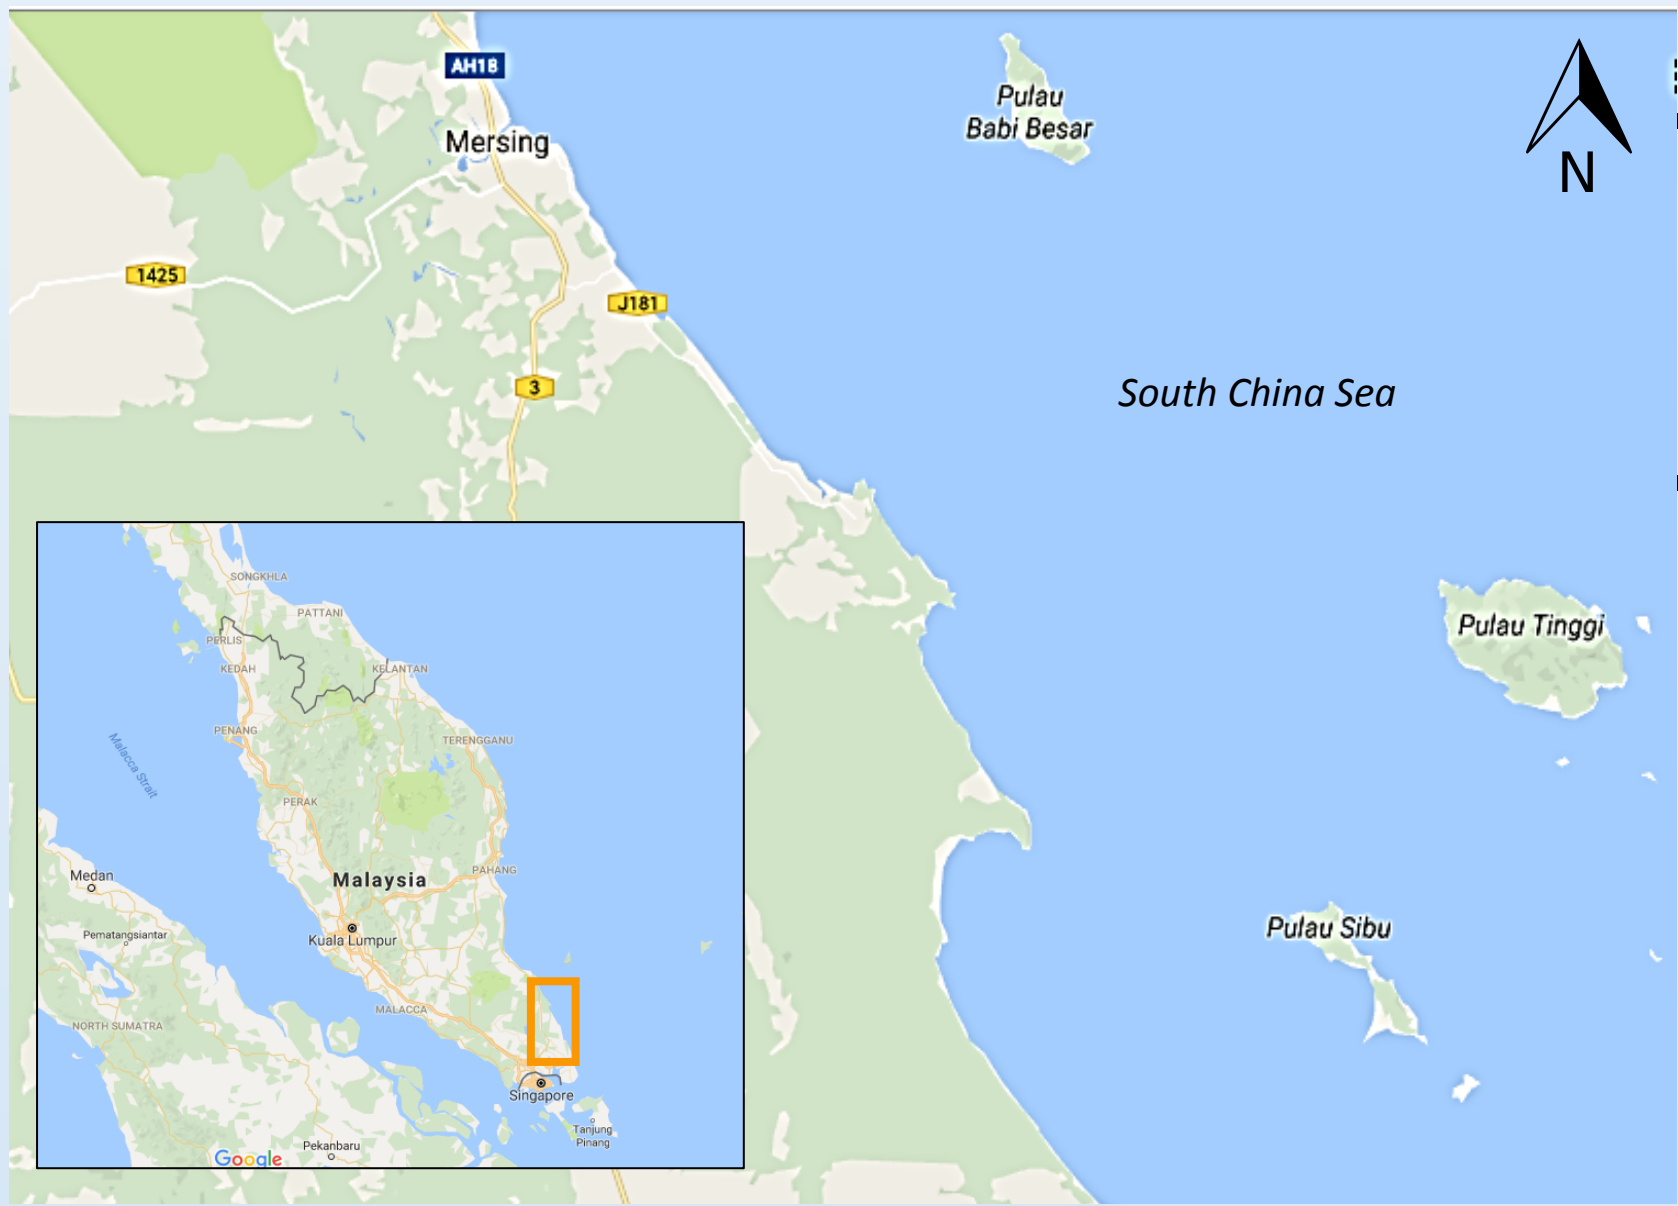 AH18
Mersing
Pulau
Babi Besar
N
1425
J181
3
South China Sea
Pulau Tinggi
Pulau Sibu
SONGKHLA
PATTANI
PERLIS
KEDAH
KELANTAN
PENANG
TERENGGANU
Malacca Strait
PERAK
PAHANG
Malaysia
Medan
Kuala Lumpur
Pematangsiantar
MALACCA
NORTH SUMATRA
Singapore
Tanjung
Pinang
Pekanbaru
Google